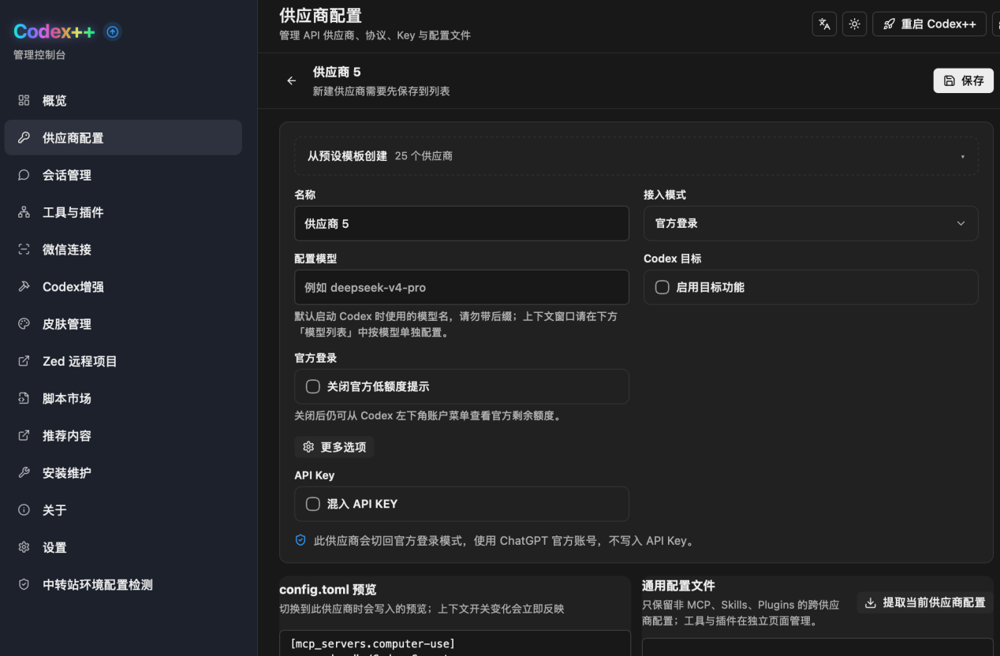 Codex++
管理控制台
概览
供应商配置
会话管理
工具与插件
微信连接
Codex增强
皮肤管理
Zed 远程项目
脚本市场
推荐内容
安装维护
关于
设置
中转站环境配置检测
供应商配置
管理 API 供应商、协议、Key 与配置文件
重启 Codex++
供应商 5
新建供应商需要先保存到列表
保存
从预设模板创建 25 个供应商
名称
供应商 5
接入模式
官方登录
配置模型
例如 deepseek-v4-pro
默认启动 Codex 时使用的模型名，请勿带后缀；上下文窗口请在下方
「模型列表」中按模型单独配置。
Codex 目标
启用目标功能
官方登录
关闭官方低额度提示
关闭后仍可从 Codex 左下角账户菜单查看官方剩余额度。
更多选项
API Key
混入 API KEY
此供应商会切回官方登录模式，使用 ChatGPT 官方账号，不写入 API Key。
config.toml 预览
切换到此供应商时会写入的预览；上下文开关变化会立即反映
[mcp_servers.computer-use]
通用配置文件
只保留非 MCP、Skills、Plugins 的跨供应
商配置；工具与插件在独立页面管理。
提取当前供应商配置